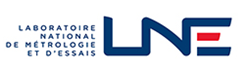 LABORATOIRE
NATIONAL
DE MÉTROLOGIE
ET D'ESSAIS
LNE